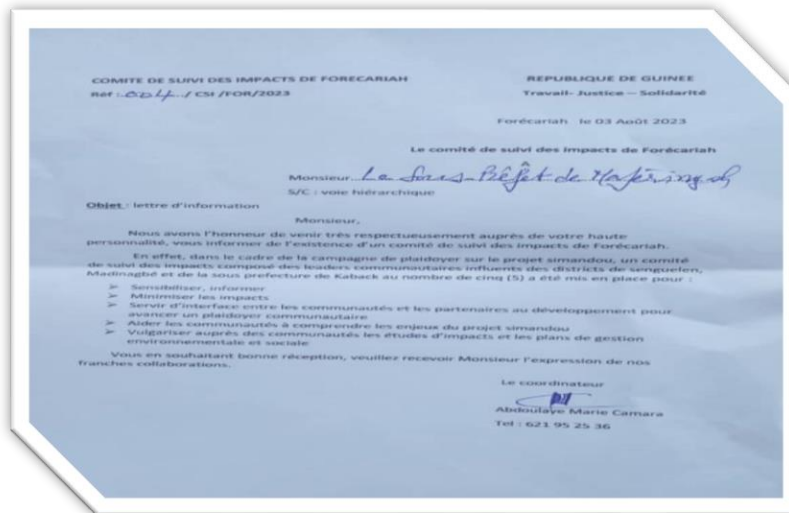 COMITE DE SUIVI DES IMPACTS DE FORECARIAH
REPUBLIQUE DE GUINEE
Réf : 004 / CSI /FOR/2023
Travail- Justice – Solidarité
Forécariah le 03 Août 2023
Le comité de suivi des impacts de Forécariah
A
Monsieur Le Sous-Préfet de
S/C : voie hiérarchique
Objet : lettre d'information
Monsieur,
Nous avons l'honneur de venir très respectueusement auprès de votre haute
personnalité, vous informer de l'existence d'un comité de suivi des impacts de Forécariah.
En effet, dans le cadre de la campagne de plaidoyer sur le projet simandou, un comité
de suivi des impacts composé des leaders communautaires influents des districts de senguelen,
Madinagbé et de la sous prefecture de Kaback au nombre de cinq (5) a été mis en place pour :
➢ Sensibiliser, informer
➢ Minimiser les impacts
➢ Servir d'interface entre les communautés et les partenaires au développement pour
avancer un plaidoyer communautaire
➢ Aider les communautés à comprendre les enjeux du projet simandou
➢ Vulgariser auprès des communautés les études d'impacts et les plans de gestion
environnementale et sociale
Vous en souhaitant bonne réception, veuillez recevoir Monsieur l'expression de nos
franches collaborations.
Le coordinateur
Abdoulaye Marie Camara
Tel : 621 95 25 36